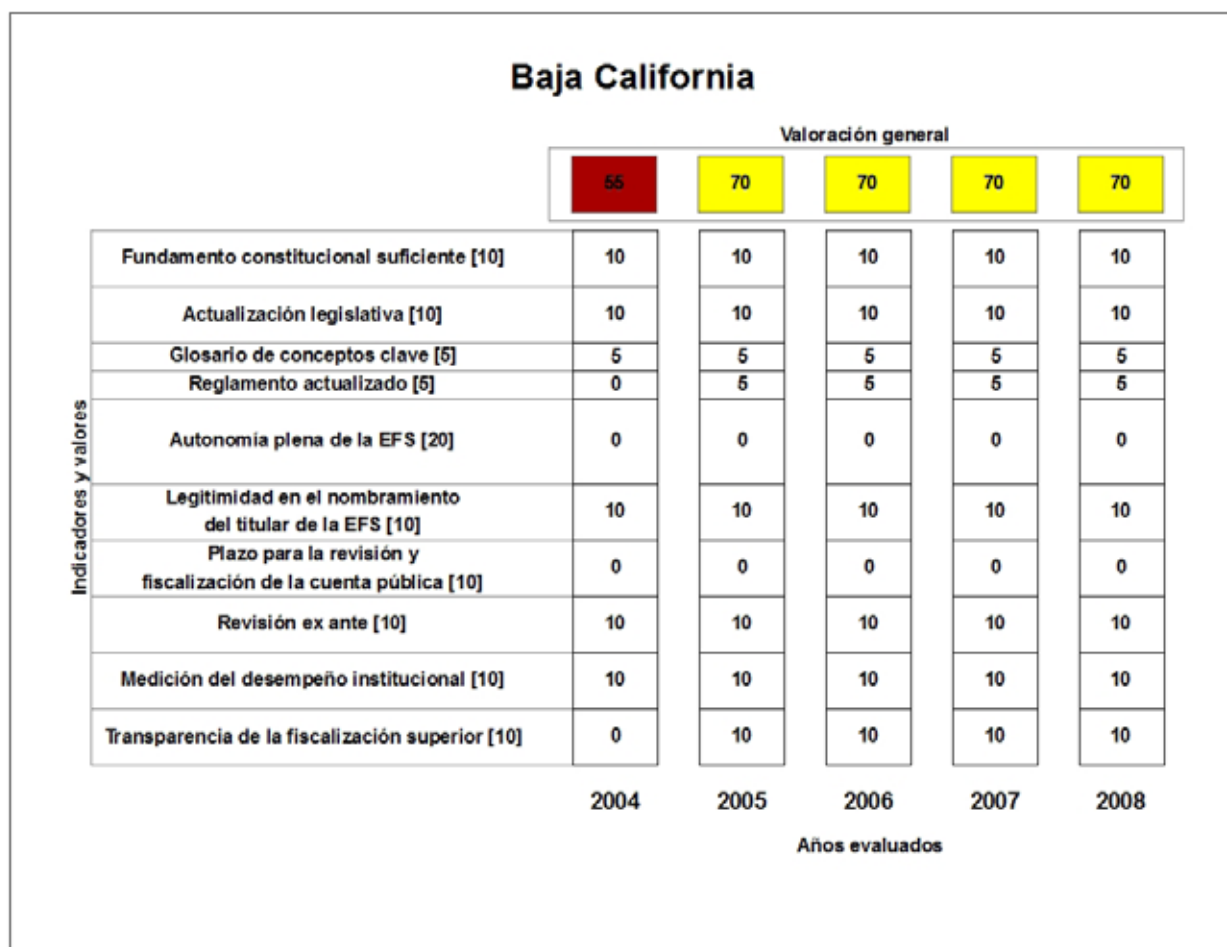 Baja California
Valoración general
55 70 70 70 70
Indicadores y valores
Fundamento constitucional suficiente [10] 10 10 10 10 10
Actualización legislativa [10] 10 10 10 10 10
Glosario de conceptos clave [5] 5 5 5 5 5
Reglamento actualizado [5] 0 5 5 5 5
Autonomía plena de la EFS [20] 0 0 0 0 0
Legitimidad en el nombramiento
del titular de la EFS [10] 10 10 10 10 10
Plazo para la revisión y
fiscalización de la cuenta pública [10] 0 0 0 0 0
Revisión ex ante [10] 10 10 10 10 10
Medición del desempeño institucional [10] 10 10 10 10 10
Transparencia de la fiscalización superior [10] 0 10 10 10 10
2004 2005 2006 2007 2008
Años evaluados